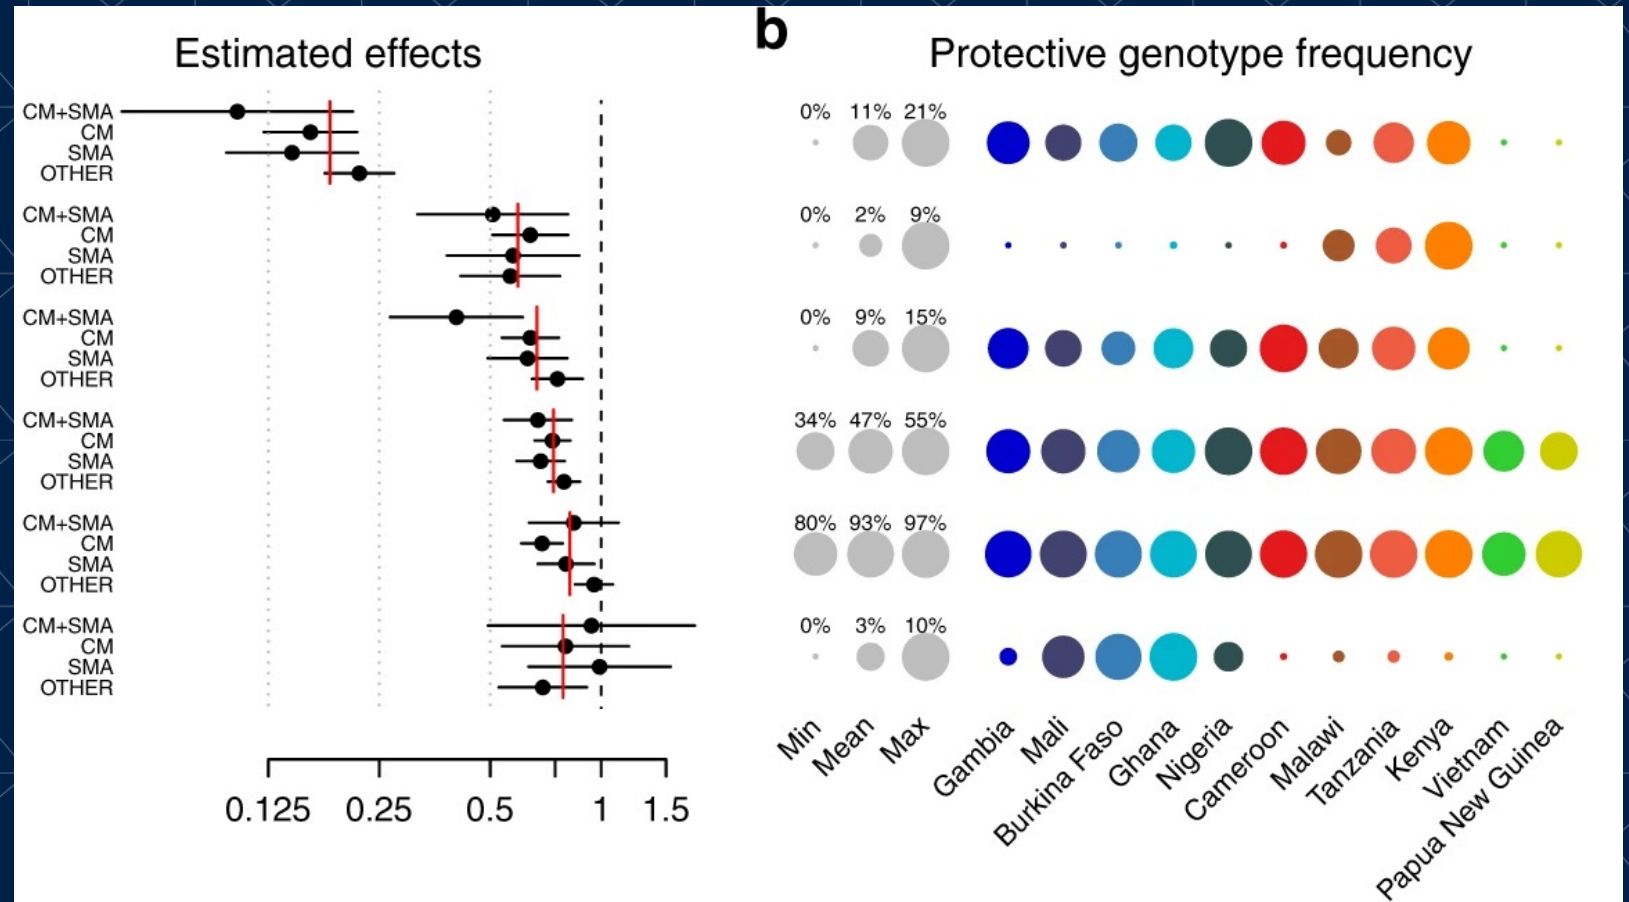 b
Estimated effects
Protective genotype frequency
CM+SMA
CM
SMA
OTHER
0% 11% 21%
CM+SMA
CM
SMA
OTHER
0% 2% 9%
CM+SMA
CM
SMA
OTHER
0% 9% 15%
CM+SMA
CM
SMA
OTHER
34% 47% 55%
CM+SMA
CM
SMA
OTHER
80% 93% 97%
CM+SMA
CM
SMA
OTHER
0% 3% 10%
0.125 0.25 0.5 1 1.5
Min
Mean
Max
Gambia
Mali
Burkina Faso
Ghana
Nigeria
Cameroon
Malawi
Tanzania
Kenya
Vietnam
Papua New Guinea